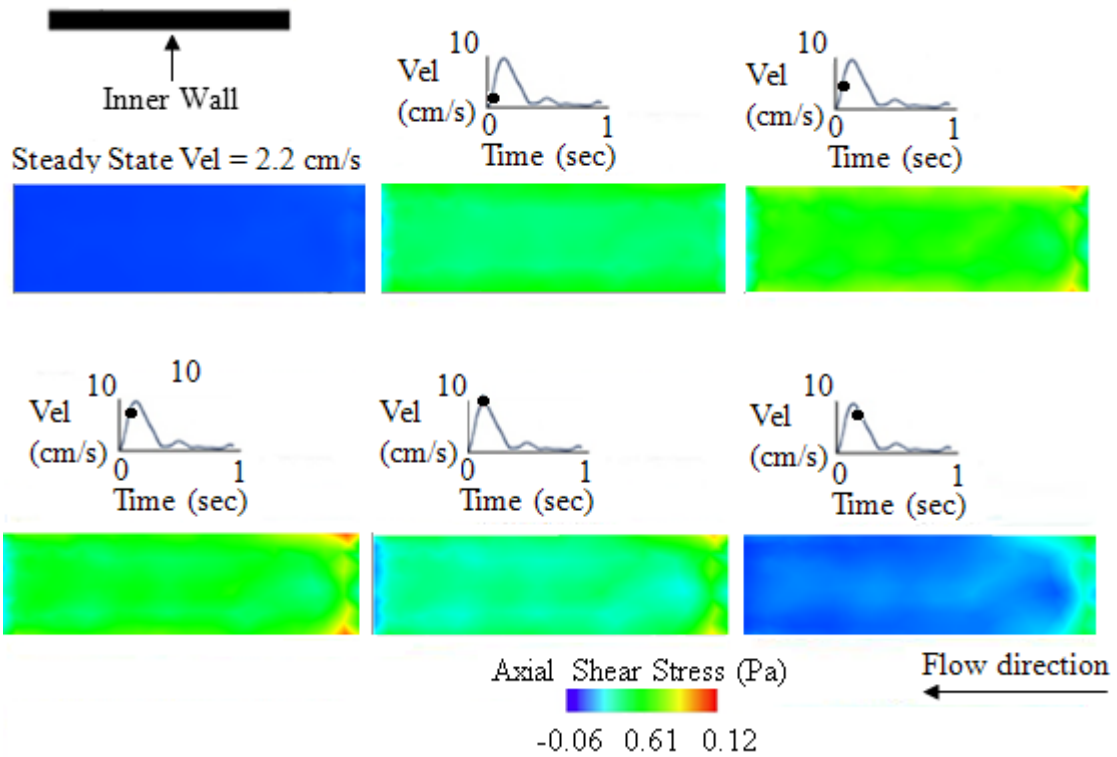 Inner Wall
Steady State Vel = 2.2 cm/s
10
Vel
(cm/s)
0
1
Time (sec)
10
Vel
(cm/s)
0
1
Time (sec)
10
10
Vel
(cm/s)
0
1
Time (sec)
10
Vel
(cm/s)
0
1
Time (sec)
10
Vel
(cm/s)
0
1
Time (sec)
Axial Shear Stress (Pa)
-0.06 0.61 0.12
Flow direction